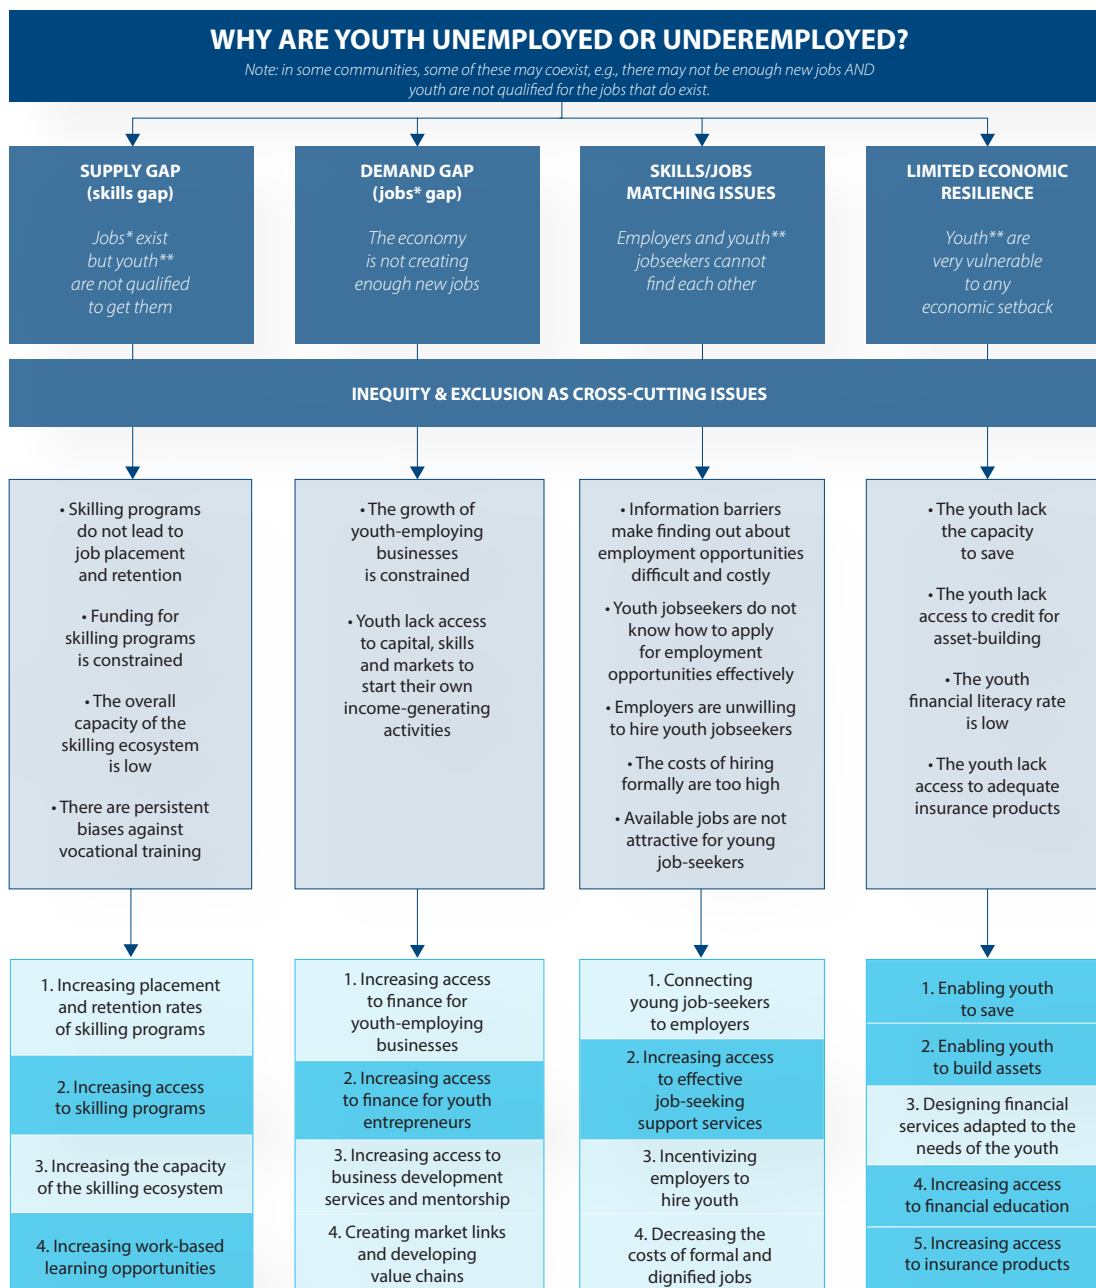 WHY ARE YOUTH UNEMPLOYED OR UNDEREMPLOYED?
Note: in some communities, some of these may coexist, e.g., there may not be enough new jobs AND
youth are not qualified for the jobs that do exist.
SUPPLY GAP
(skills gap)
Jobs* exist
but youth**
are not qualified
to get them
DEMAND GAP
(jobs* gap)
The economy
is not creating
enough new jobs
SKILLS/JOBS
MATCHING ISSUES
Employers and youth**
jobseekers cannot
find each other
LIMITED ECONOMIC
RESILIENCE
Youth** are
very vulnerable
to any
economic setback
INEQUITY & EXCLUSION AS CROSS-CUTTING ISSUES
• Skilling programs
do not lead to
job placement
and retention
• Funding for
skilling programs
is constrained
• The overall
capacity of the
skilling ecosystem
is low
• There are persistent
biases against
vocational training
• The growth of
youth-employing
businesses
is constrained
• Youth lack access
to capital, skills
and markets to
start their own
income-generating
activities
• Information barriers
make finding out about
employment opportunities
difficult and costly
• Youth jobseekers do not
know how to apply
for employment
opportunities effectively
• Employers are unwilling
to hire youth jobseekers
• The costs of hiring
formally are too high
• Available jobs are not
attractive for young
job-seekers
• The youth lack
the capacity
to save
• The youth lack
access to credit for
asset-building
• The youth
financial literacy rate
is low
• The youth lack
access to adequate
insurance products
1. Increasing placement
and retention rates
of skilling programs
2. Increasing access
to skilling programs
3. Increasing the capacity
of the skilling ecosystem
4. Increasing work-based
learning opportunities
1. Increasing access
to finance for
youth-employing
businesses
2. Increasing access
to finance for youth
entrepreneurs
3. Increasing access to
business development
services and mentorship
4. Creating market links
and developing
value chains
1. Connecting
young job-seekers
to employers
2. Increasing access
to effective
job-seeking
support services
3. Incentivizing
employers to
hire youth
4. Decreasing the
costs of formal and
dignified jobs
1. Enabling youth
to save
2. Enabling youth
to build assets
3. Designing financial
services adapted to the
needs of the youth
4. Increasing access
to financial education
5. Increasing access
to insurance products